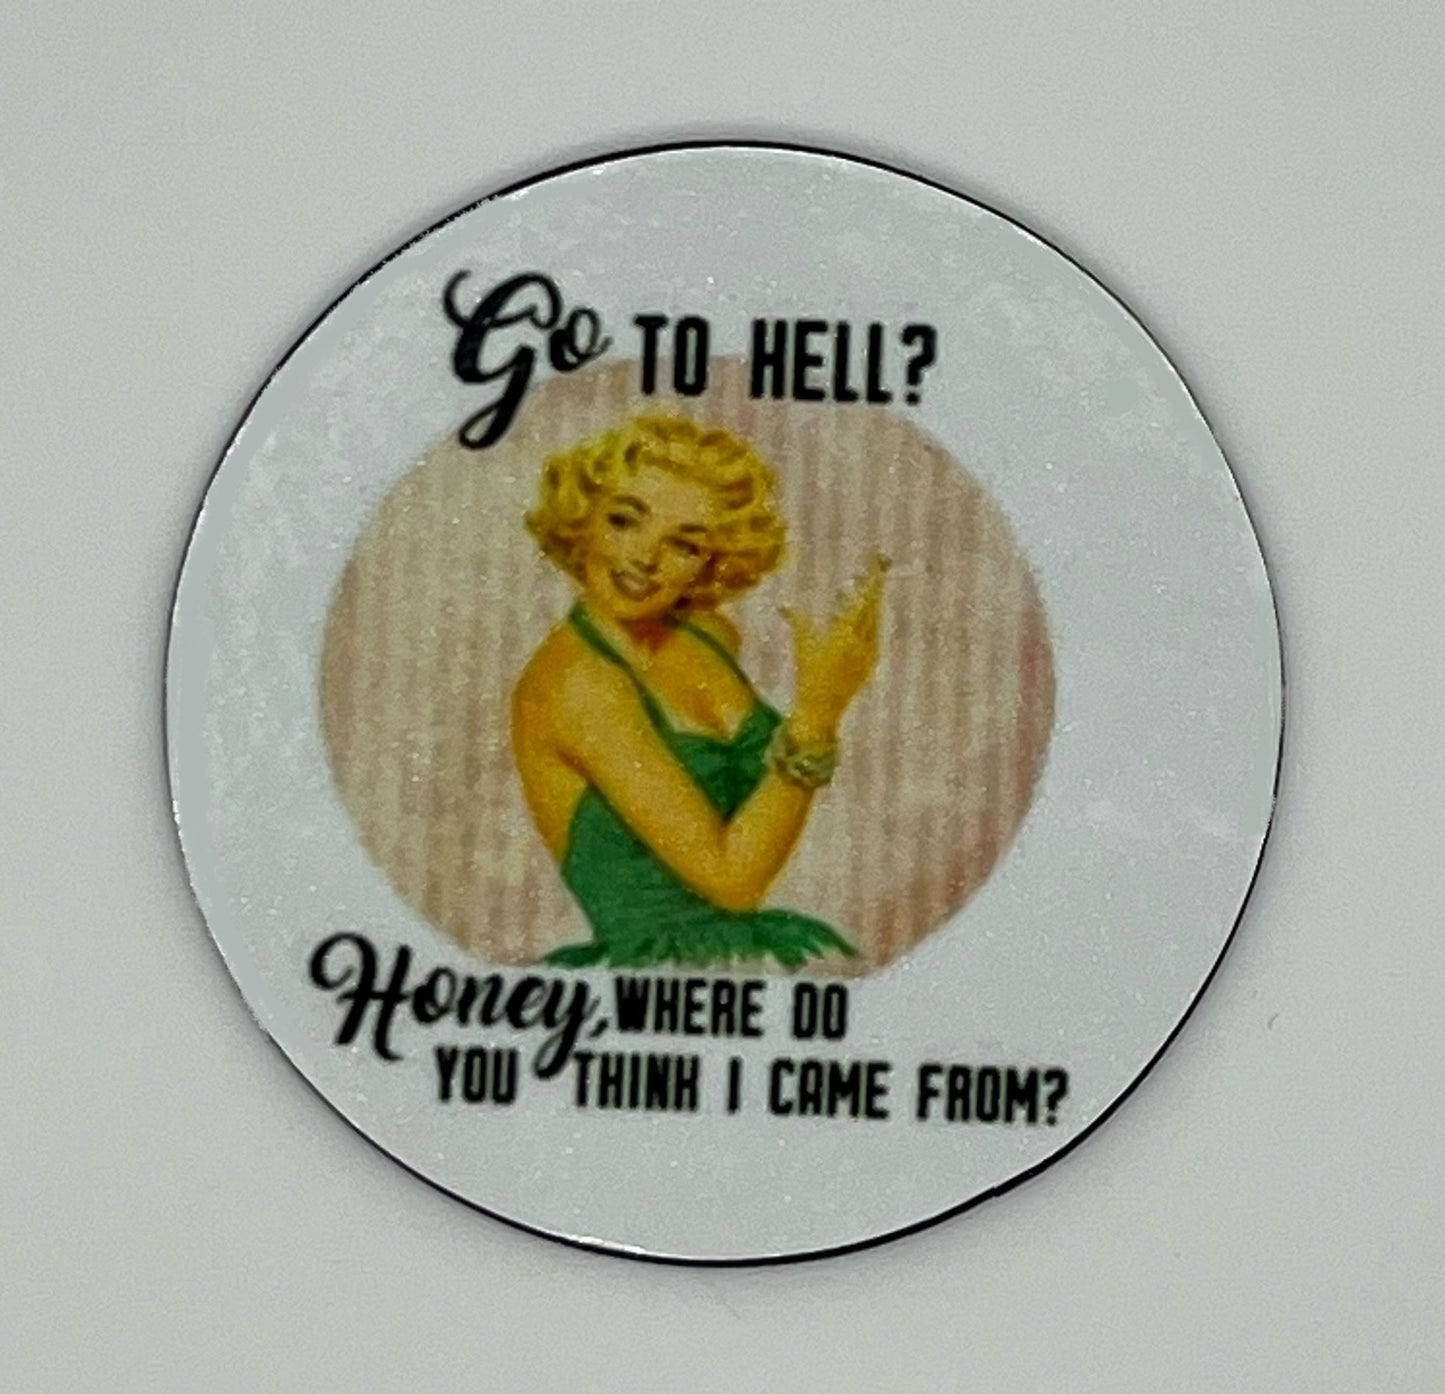 Go TO HELL?
Honey, WHERE DO
YOU THINK I CAME FROM?